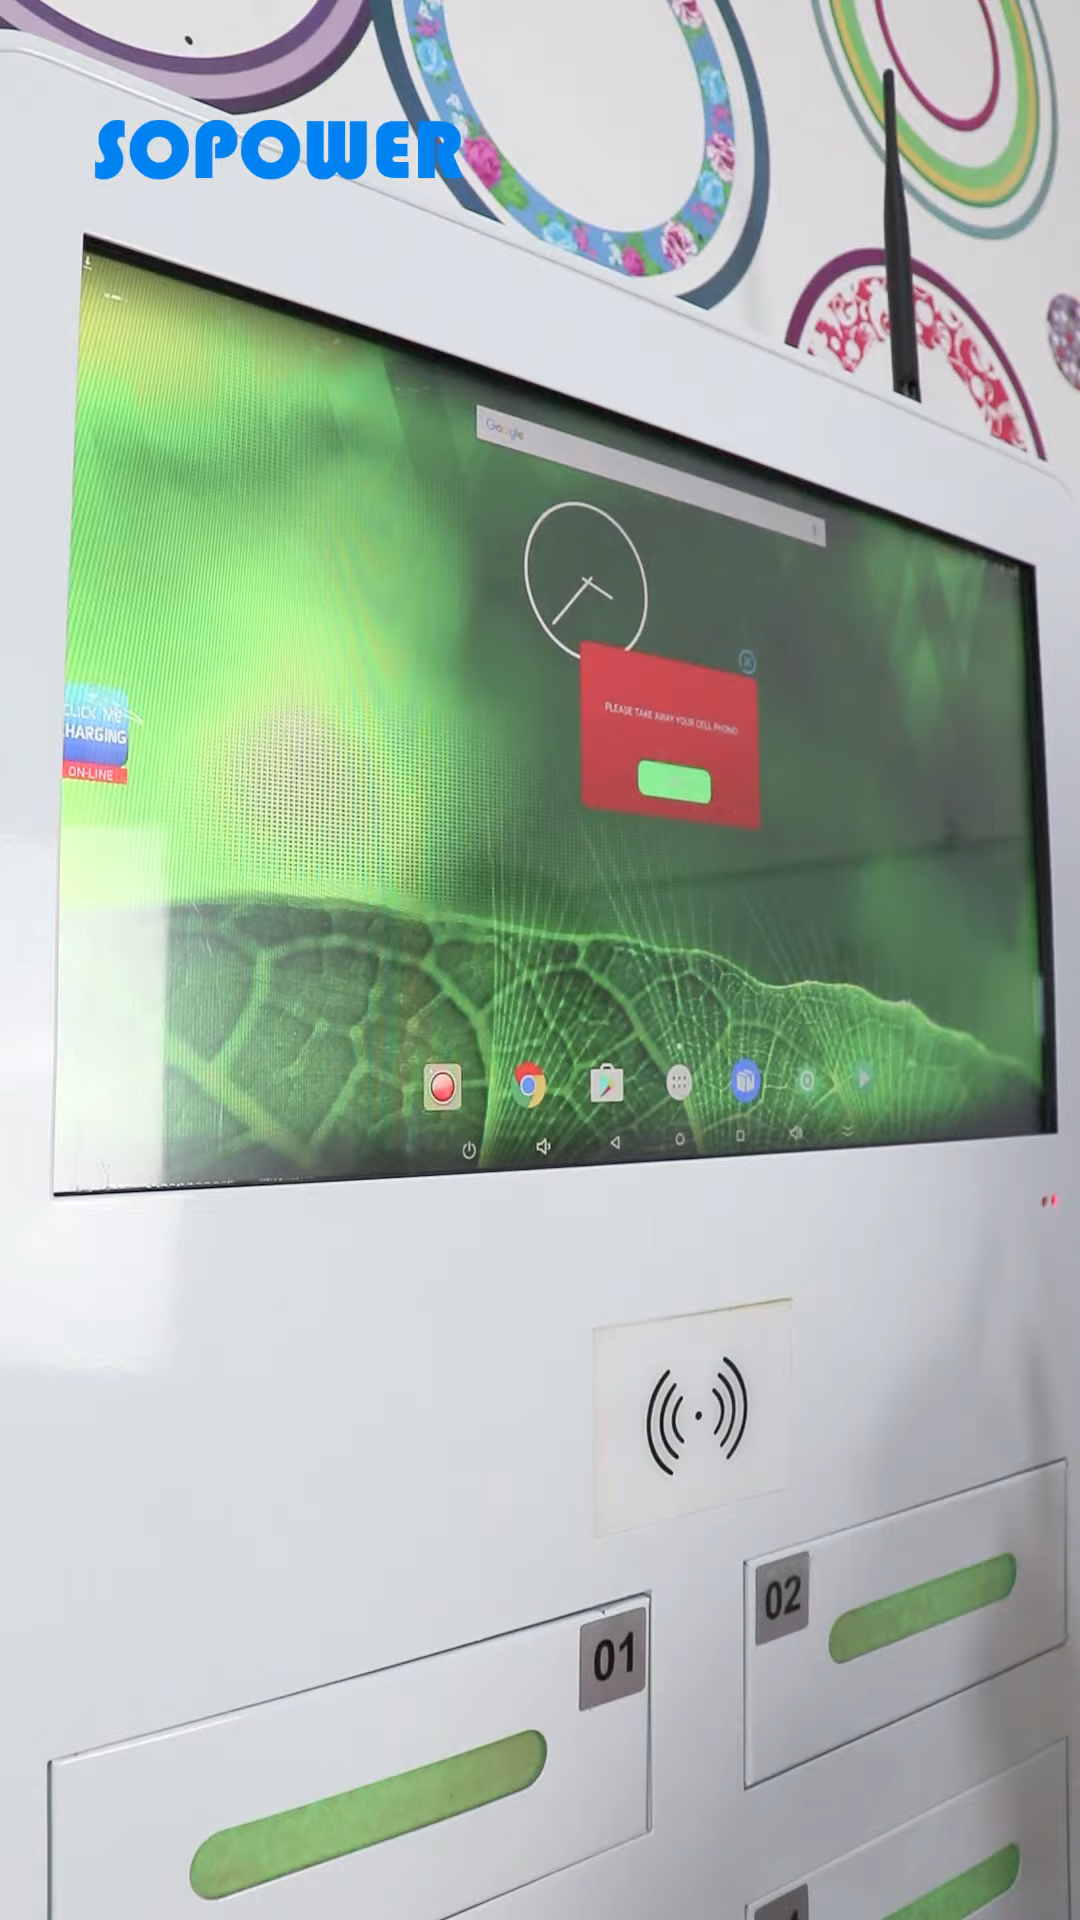 SOPOWER
Google
PLEASE TAKE AWAY YOUR CELL PHONE!
CLICK ME
CHARGING
ON-LINE
02
01